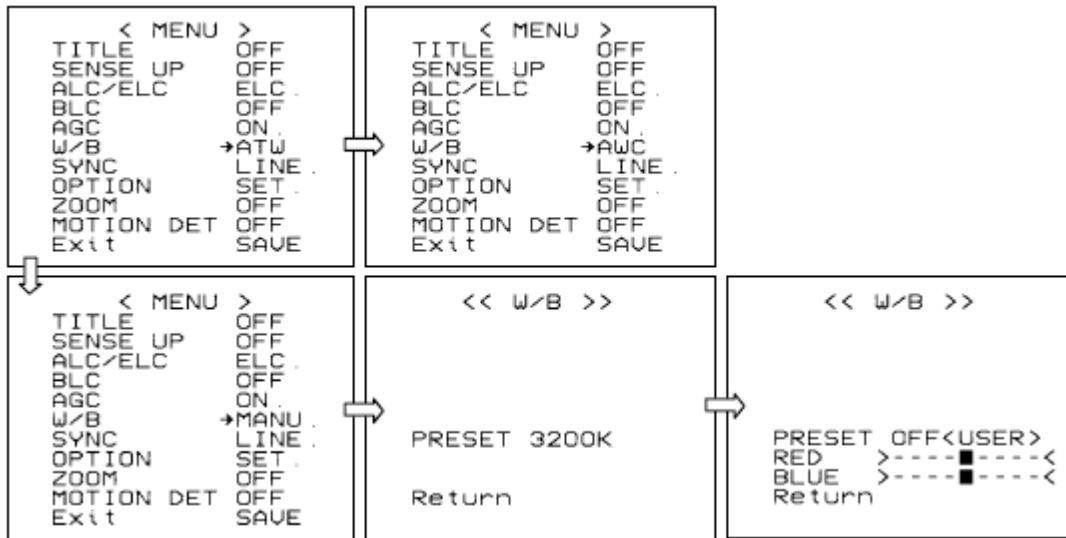 < MENU >
TITLE OFF
SENSE UP OFF
ALC/ELC ELC.
BLC OFF
AGC ON.
W/B →ATW
SYNC LINE.
OPTION SET.
ZOOM OFF
MOTION DET OFF
Exit SAVE
< MENU >
TITLE OFF
SENSE UP OFF
ALC/ELC ELC.
BLC OFF
AGC ON.
W/B →AWC
SYNC LINE.
OPTION SET.
ZOOM OFF
MOTION DET OFF
Exit SAVE
< MENU >
TITLE OFF
SENSE UP OFF
ALC/ELC ELC.
BLC OFF
AGC ON.
W/B →MANU.
SYNC LINE.
OPTION SET.
ZOOM OFF
MOTION DET OFF
Exit SAVE
<< W/B >>
PRESET 3200K
Return
<< W/B >>
PRESET OFF<USER>
RED >----■----<
BLUE >----■----<
Return